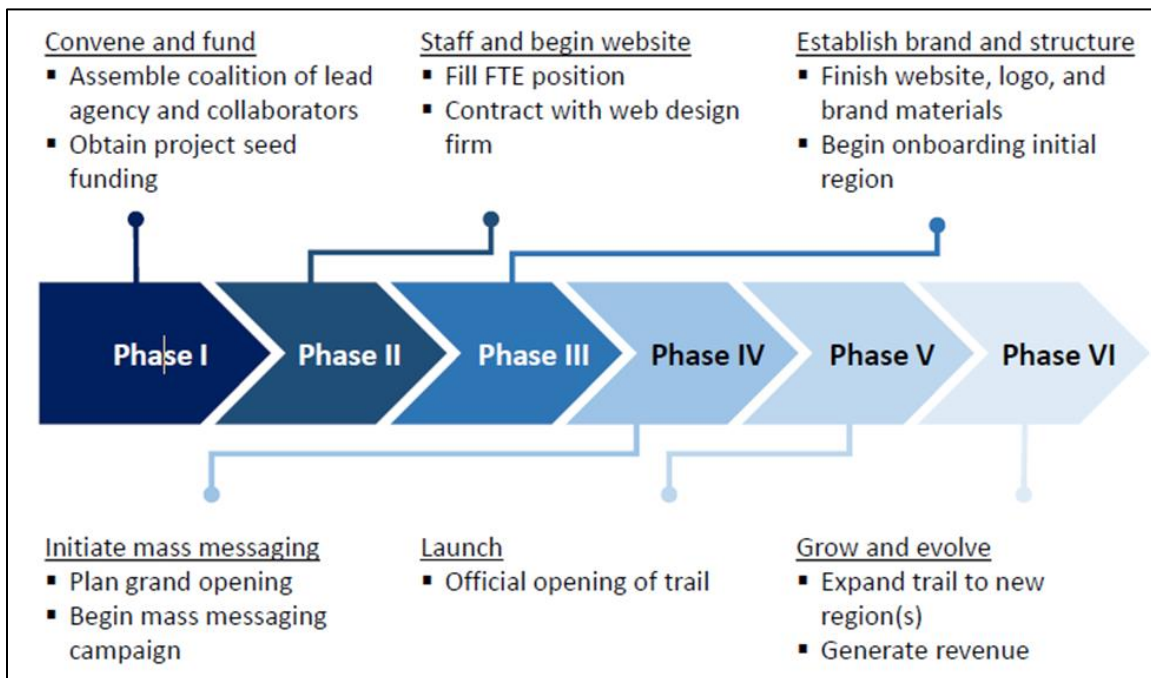 Convene and fund
▪ Assemble coalition of lead
agency and collaborators
▪ Obtain project seed
funding
Staff and begin website
▪ Fill FTE position
▪ Contract with web design
firm
Establish brand and structure
▪ Finish website, logo, and
brand materials
▪ Begin onboarding initial
region
Phase I
Phase II
Phase III
Phase IV
Phase V
Phase VI
Initiate mass messaging
▪ Plan grand opening
▪ Begin mass messaging
campaign
Launch
▪ Official opening of trail
Grow and evolve
▪ Expand trail to new
region(s)
▪ Generate revenue